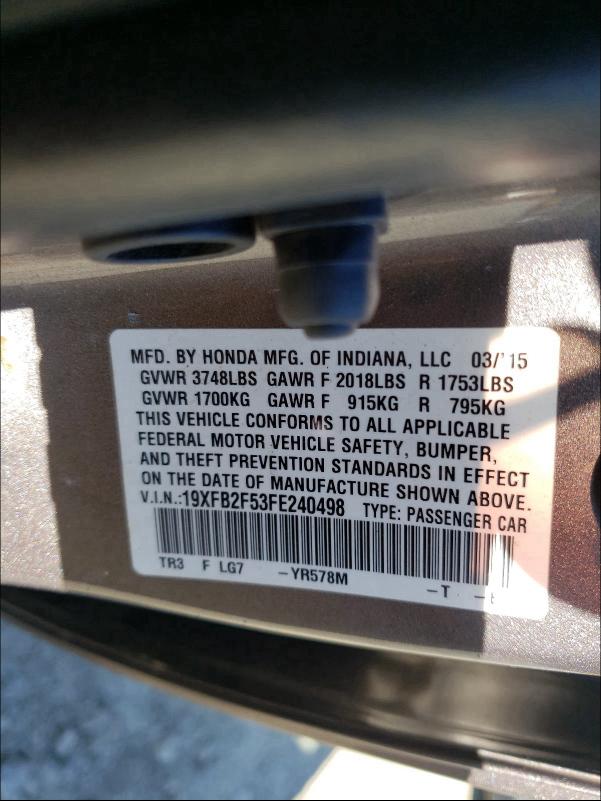 MFD. BY HONDA MFG. OF INDIANA, LLC 03/'15
GVWR 3748LBS GAWR F 2018LBS R 1753LBS
GVWR 1700KG GAWR F 915KG R 795KG
THIS VEHICLE CONFORMS TO ALL APPLICABLE
FEDERAL MOTOR VEHICLE SAFETY, BUMPER,
AND THEFT PREVENTION STANDARDS IN EFFECT
ON THE DATE OF MANUFACTURE SHOWN ABOVE.
V.I.N.:19XFB2F53FE240498 TYPE: PASSENGER CAR
TR3 F LG7 -YR578M -T -